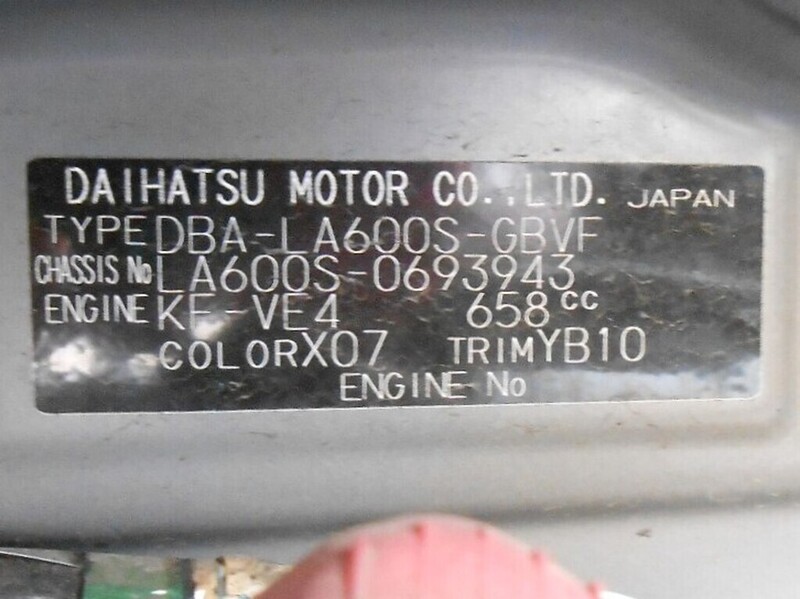 DAIHATSU MOTOR CO.,LTD. JAPAN
TYPE DBA-LA600S-GBVF
CHASSIS No LA600S-0693943
ENGINE KF-VE4 658cc
COLOR X07 TRIM YB10
ENGINE No